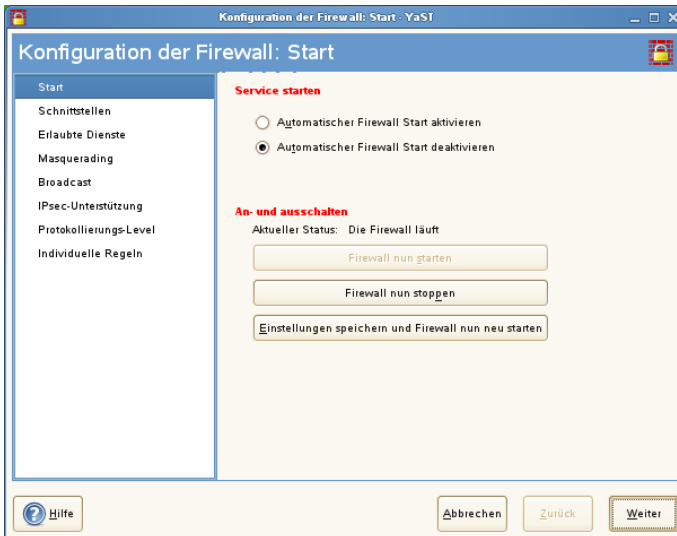 Konfiguration der Firewall: Start - YaST
Konfiguration der Firewall: Start
Start
Schnittstellen
Erlaubte Dienste
Masquerading
Broadcast
IPsec-Unterstützung
Protokollierungs-Level
Individuelle Regeln
Service starten
Automatischer Firewall Start aktivieren
Automatischer Firewall Start deaktivieren
An- und ausschalten
Aktueller Status: Die Firewall läuft
Firewall nun starten
Firewall nun stoppen
Einstellungen speichern und Firewall nun neu starten
Hilfe
Abbrechen
Zurück
Weiter